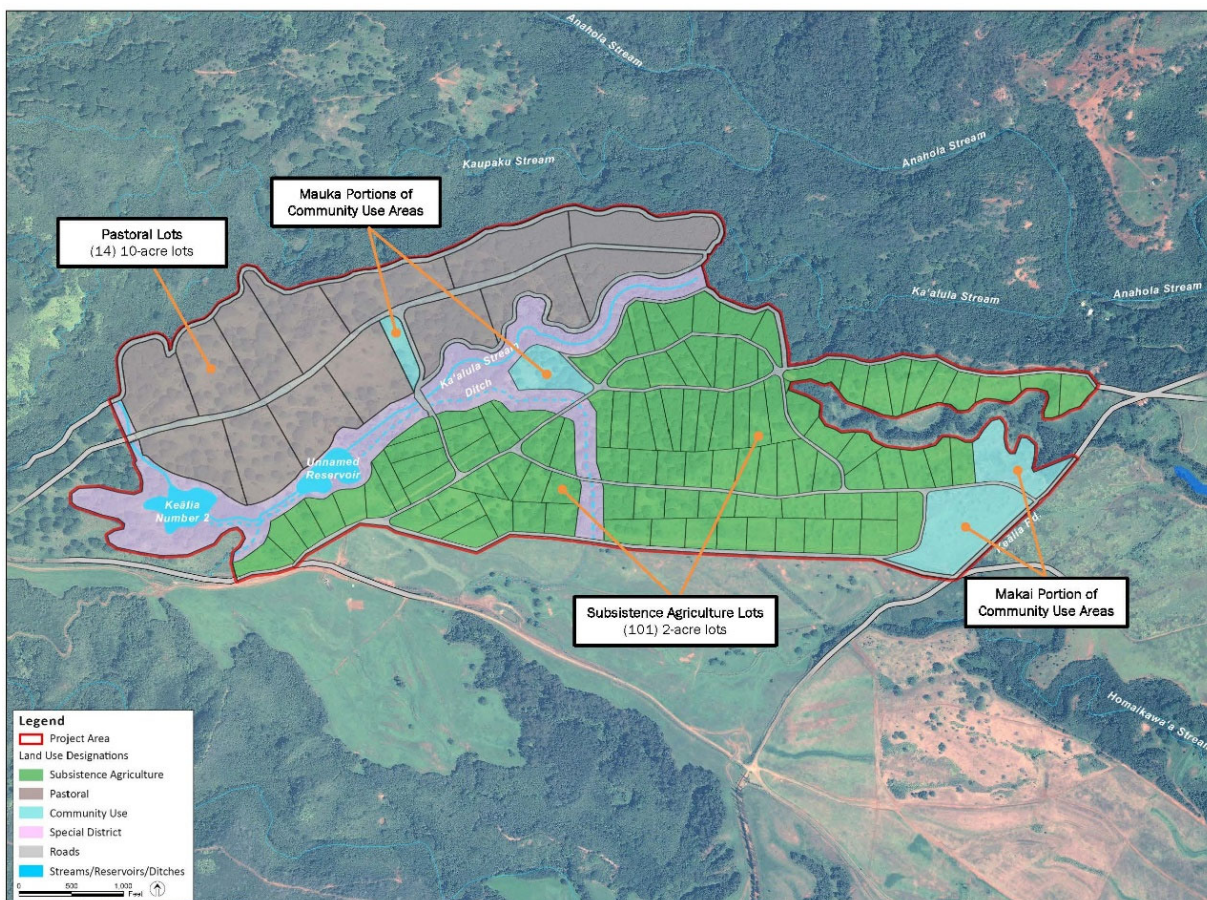 Anahola Stream
Kaupaku Stream
Anahola Stream
Mauka Portions of
Community Use Areas
Pastoral Lots
(14) 10-acre lots
Ka'alula Stream
Anahola Stream
Ka'alula Stream
Ditch
Unnamed
Reservoir
Keālia
Number 2
Keālia Rd.
Subsistence Agriculture Lots
(101) 2-acre lots
Makai Portion of
Community Use Areas
Homaikawa'a Stream
Legend
Project Area
Land Use Designations
Subsistence Agriculture
Pastoral
Community Use
Special District
Roads
Streams/Reservoirs/Ditches
0 500 1,000
Feet